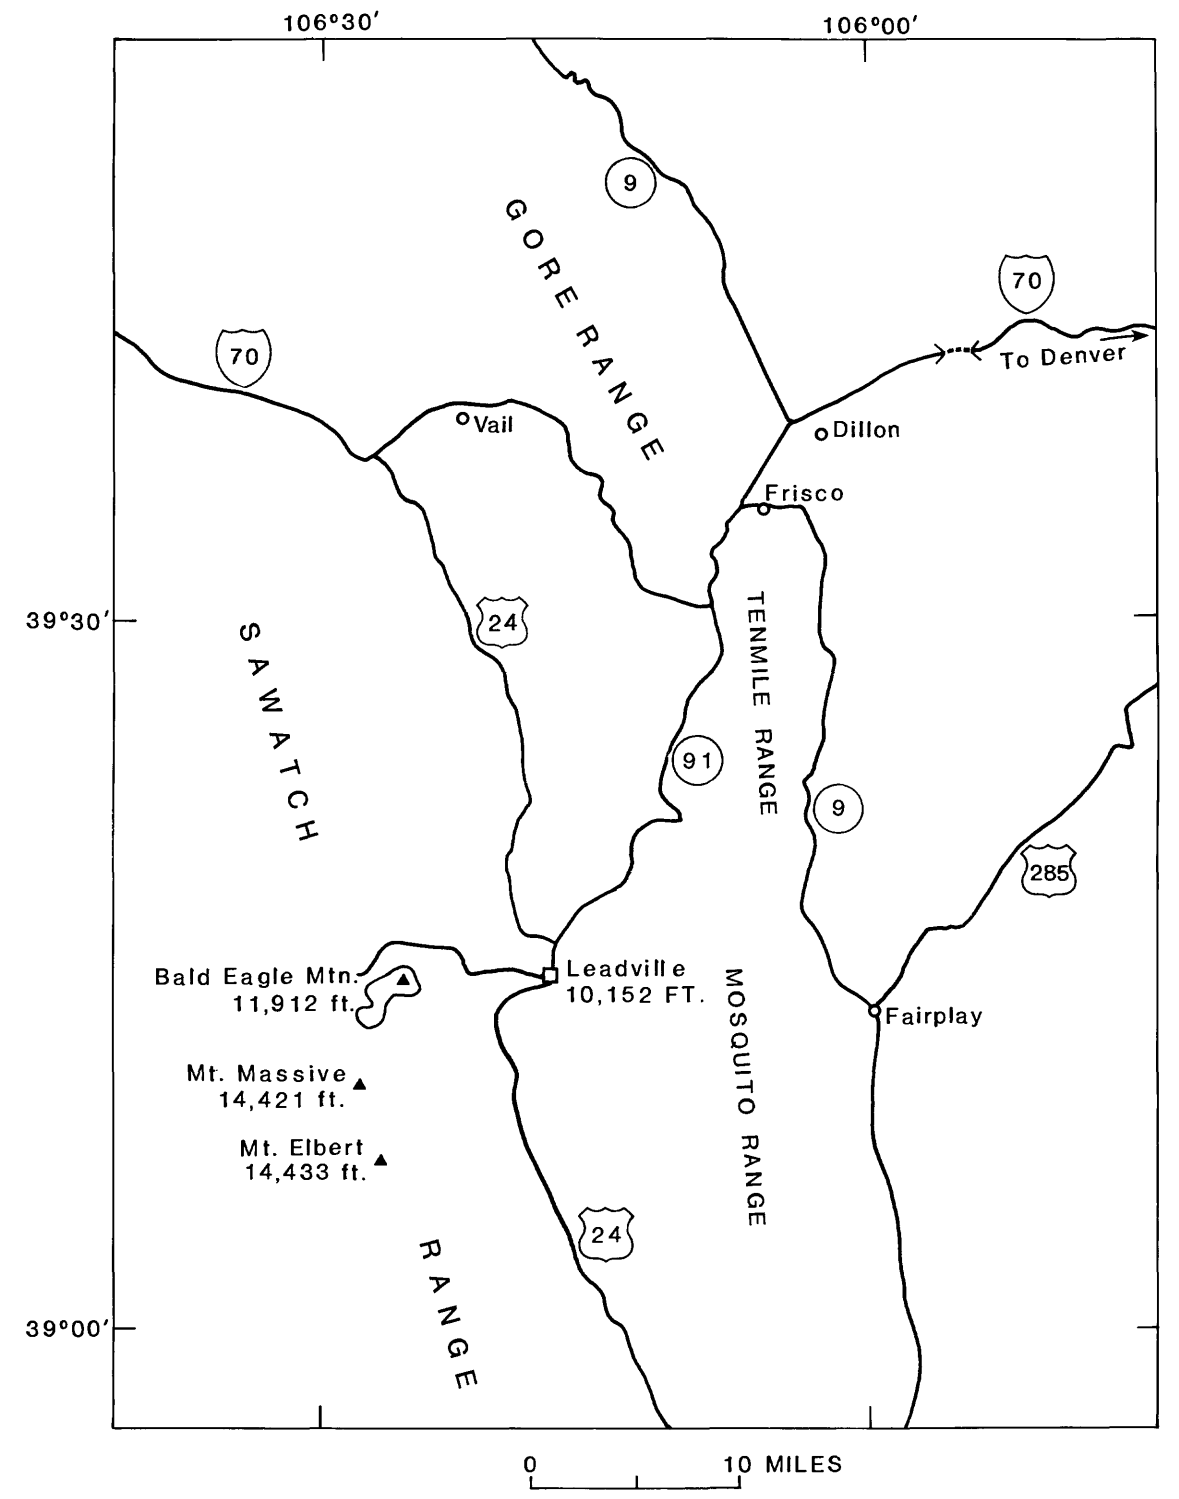 106°30'
106°00'
9
GORE RANGE
70
70
To Denver
Vail
Dillon
Frisco
39°30'
24
SAWATCH
TENMILE RANGE
91
9
285
Bald Eagle Mtn.
11,912 ft.
Leadville
10,152 FT.
MOSQUITO RANGE
Fairplay
Mt. Massive
14,421 ft.
Mt. Elbert
14,433 ft.
24
RANGE
39°00'
0
10 MILES